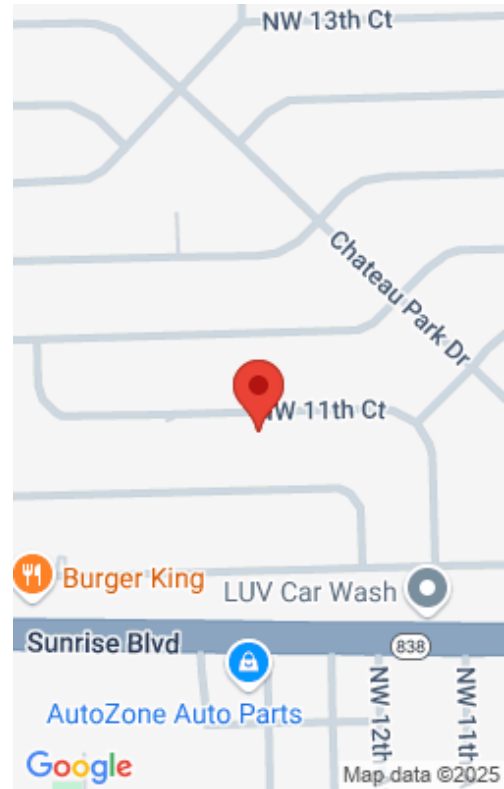 NW 13th Ct
Chateau Park Dr
NW 11th Ct
Burger King
LUV Car Wash
Sunrise Blvd
838
AutoZone Auto Parts
NW 12th
NW 11th
Google
Map data ©2025